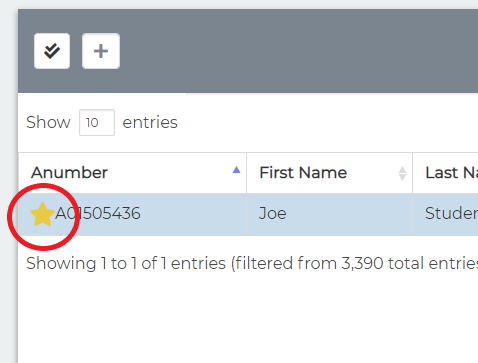 Show 10 entries
Anumber First Name Last Na
A01505436 Joe Studen
Showing 1 to 1 of 1 entries (filtered from 3,390 total entries